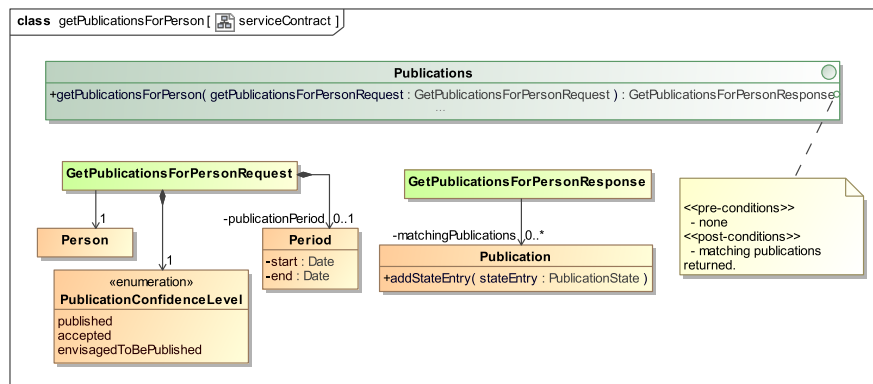 class getPublicationsForPerson [ serviceContract ]
Publications
+getPublicationsForPerson( getPublicationsForPersonRequest : GetPublicationsForPersonRequest ) : GetPublicationsForPersonResponse
...
GetPublicationsForPersonRequest
GetPublicationsForPersonResponse
1
-publicationPeriod 0..1
-matchingPublications 0..*
1
Person
Period
-start : Date
-end : Date
Publication
+addStateEntry( stateEntry : PublicationState )
«enumeration»
PublicationConfidenceLevel
published
accepted
envisagedToBePublished
<<pre-conditions>>
- none
<<post-conditions>>
- matching publications
returned.